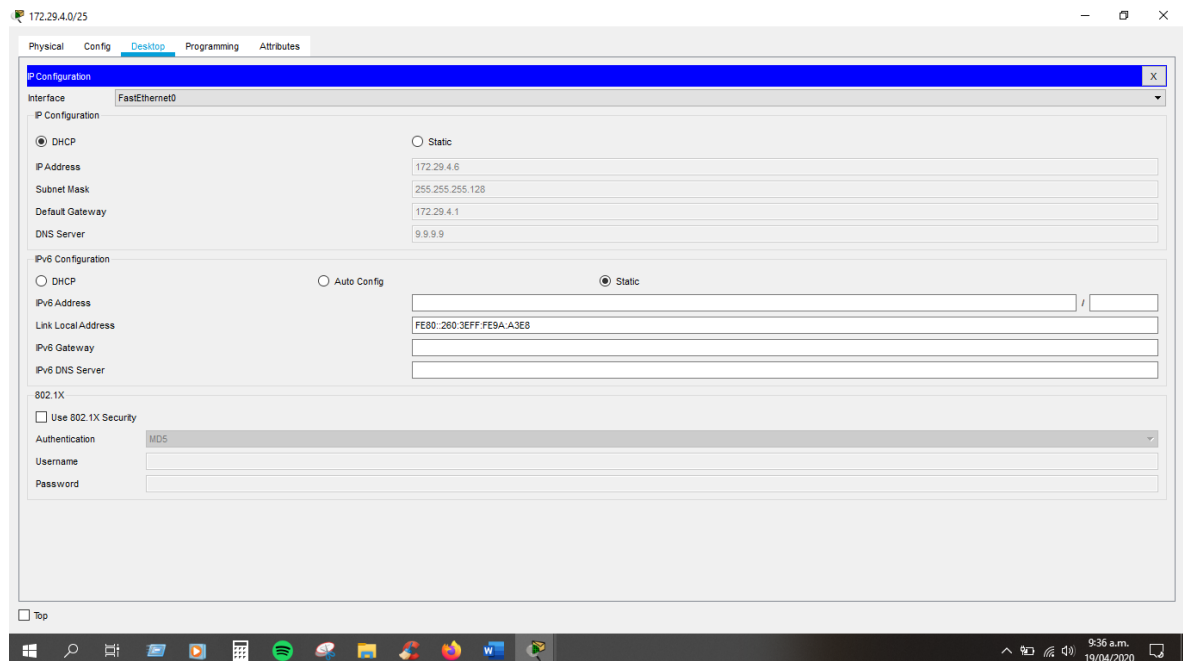 172.29.4.0/25
Physical Config Desktop Programming Attributes
IP Configuration X
Interface FastEthernet0
IP Configuration
DHCP Static
IP Address 172.29.4.6
Subnet Mask 255.255.255.128
Default Gateway 172.29.4.1
DNS Server 9.9.9.9
IPv6 Configuration
DHCP Auto Config Static
IPv6 Address /
Link Local Address FE80::260:3EFF:FE9A:A3E8
IPv6 Gateway
IPv6 DNS Server
802.1X
Use 802.1X Security
Authentication MD5
Username
Password
Top
9:36 a.m.
19/04/2020